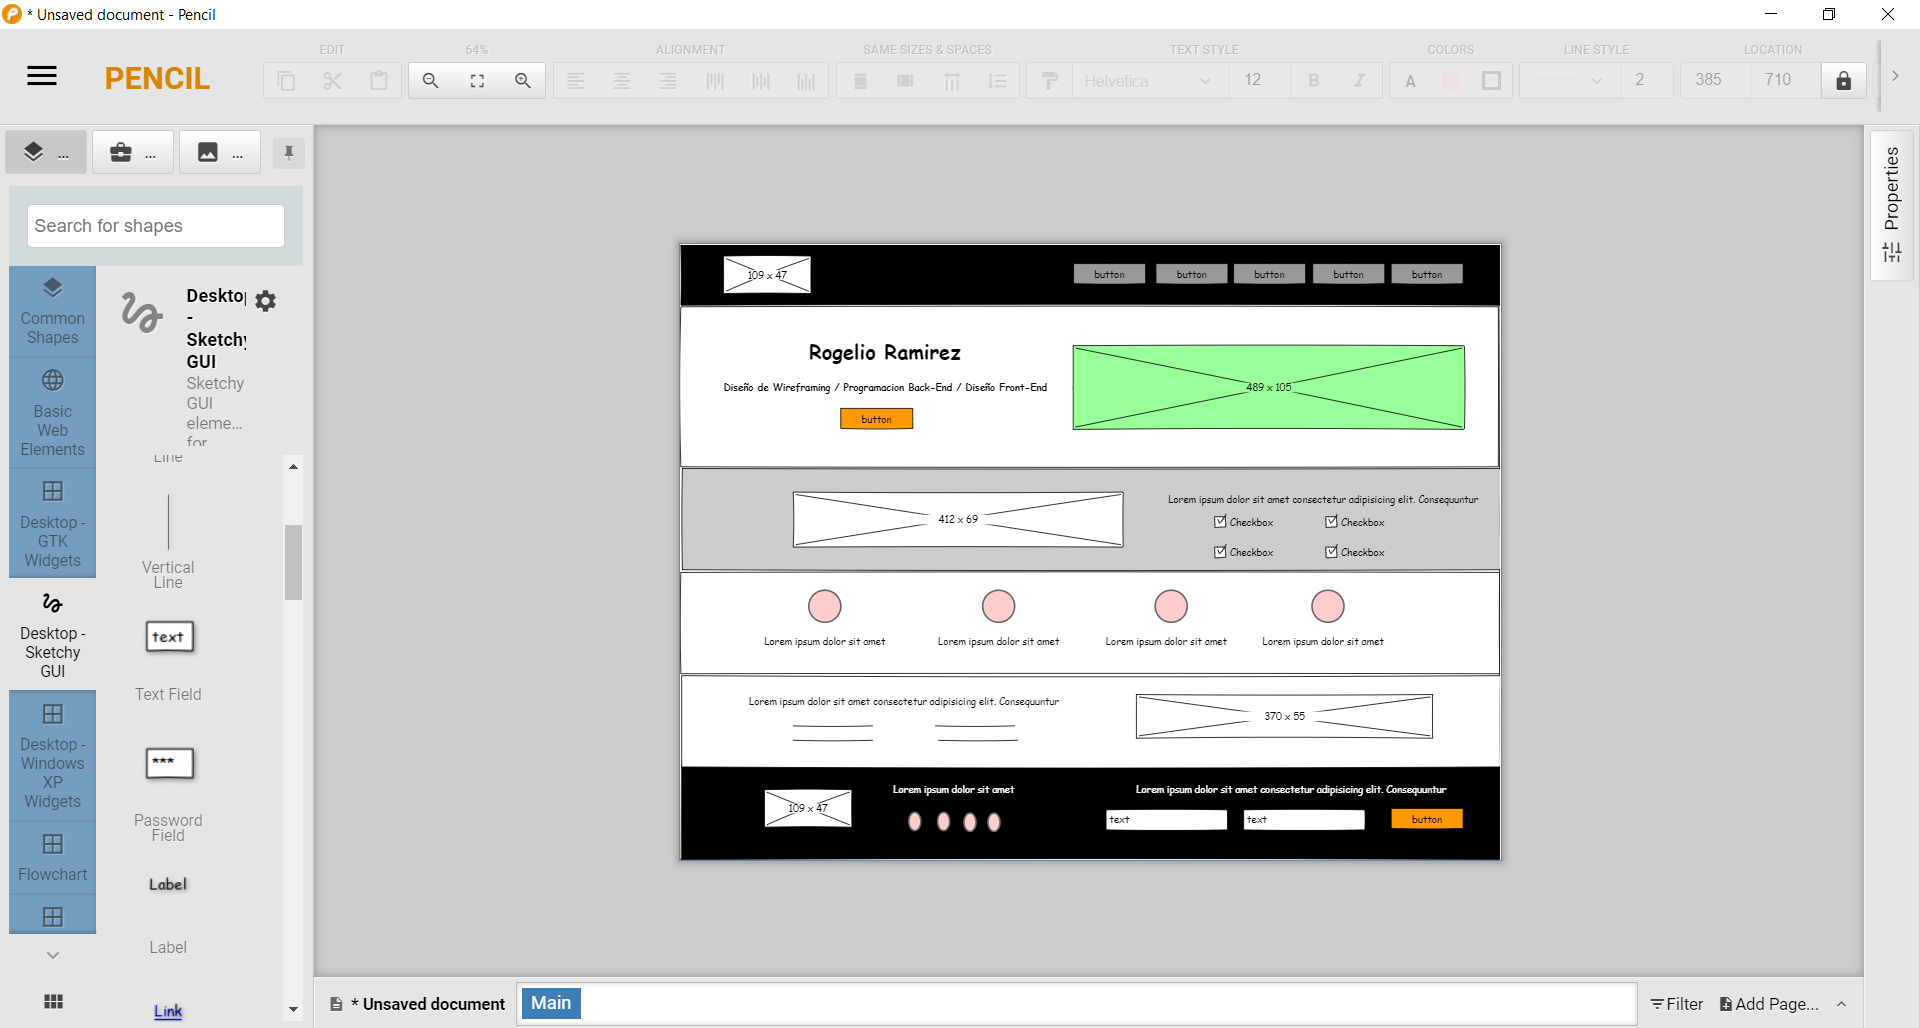 * Unsaved document - Pencil
EDIT
64%
ALIGNMENT
SAME SIZES & SPACES
TEXT STYLE
COLORS
LINE STYLE
LOCATION
PENCIL
Helvetica
12
B
I
A
2
385
710
...
...
...
Search for shapes
Common
Shapes
Basic
Web
Elements
Desktop -
GTK
Widgets
Desktop -
Sketchy
GUI
Desktop -
Windows
XP
Widgets
Flowchart
Desktop
-
Sketchy
GUI
Sketchy
GUI
eleme...
for
Line
Vertical
Line
text
Text Field
***
Password
Field
Label
Label
Link
109 x 47
button
button
button
button
button
Rogelio Ramirez
Diseño de Wireframing / Programacion Back-End / Diseño Front-End
button
489 x 105
412 x 69
Lorem ipsum dolor sit amet consectetur adipisicing elit. Consequuntur
Checkbox
Checkbox
Checkbox
Checkbox
Lorem ipsum dolor sit amet
Lorem ipsum dolor sit amet
Lorem ipsum dolor sit amet
Lorem ipsum dolor sit amet
Lorem ipsum dolor sit amet consectetur adipisicing elit. Consequuntur
370 x 55
109 x 47
Lorem ipsum dolor sit amet
Lorem ipsum dolor sit amet consectetur adipisicing elit. Consequuntur
text
text
button
Properties
* Unsaved document
Main
Filter
Add Page...